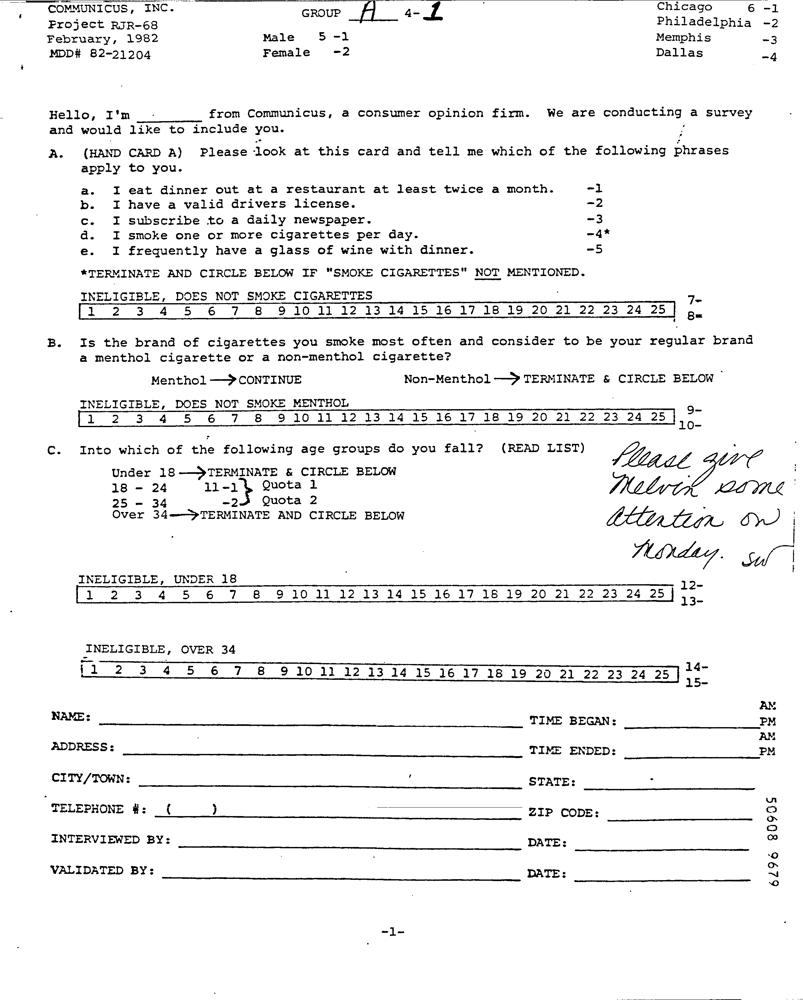 COMMUNICUS, INC.
Project RJR-68
February, 1982
MDD# 82-21204
GROUP A 4-1
Male 5 -1
Female -2
Chicago 6 -1
Philadelphia -2
Memphis -3
Dallas -4
Hello, I'm ________ from Communicus, a consumer opinion firm. We are conducting a survey
and would like to include you.
A. (HAND CARD A) Please look at this card and tell me which of the following phrases
apply to you.
a. I eat dinner out at a restaurant at least twice a month. -1
b. I have a valid drivers license. -2
c. I subscribe to a daily newspaper. -3
d. I smoke one or more cigarettes per day. -4*
e. I frequently have a glass of wine with dinner. -5
*TERMINATE AND CIRCLE BELOW IF "SMOKE CIGARETTES" NOT MENTIONED.
INELIGIBLE, DOES NOT SMOKE CIGARETTES
1 2 3 4 5 6 7 8 9 10 11 12 13 14 15 16 17 18 19 20 21 22 23 24 25
7-
8-
B. Is the brand of cigarettes you smoke most often and consider to be your regular brand
a menthol cigarette or a non-menthol cigarette?
Menthol → CONTINUE Non-Menthol → TERMINATE & CIRCLE BELOW
INELIGIBLE, DOES NOT SMOKE MENTHOL
1 2 3 4 5 6 7 8 9 10 11 12 13 14 15 16 17 18 19 20 21 22 23 24 25
9-
10-
C. Into which of the following age groups do you fall? (READ LIST)
Under 18 → TERMINATE & CIRCLE BELOW
18 - 24 11-1 Quota 1
25 - 34 -2 Quota 2
Over 34 → TERMINATE AND CIRCLE BELOW
Please give
Melvin some
attention on
Monday. SW
INELIGIBLE, UNDER 18
1 2 3 4 5 6 7 8 9 10 11 12 13 14 15 16 17 18 19 20 21 22 23 24 25
12-
13-
INELIGIBLE, OVER 34
1 2 3 4 5 6 7 8 9 10 11 12 13 14 15 16 17 18 19 20 21 22 23 24 25
14-
15-
NAME: TIME BEGAN: AM
PM
ADDRESS: TIME ENDED: AM
PM
CITY/TOWN: STATE:
TELEPHONE #: ( ) ZIP CODE:
INTERVIEWED BY: DATE:
VALIDATED BY: DATE:
50608 9679
-1-